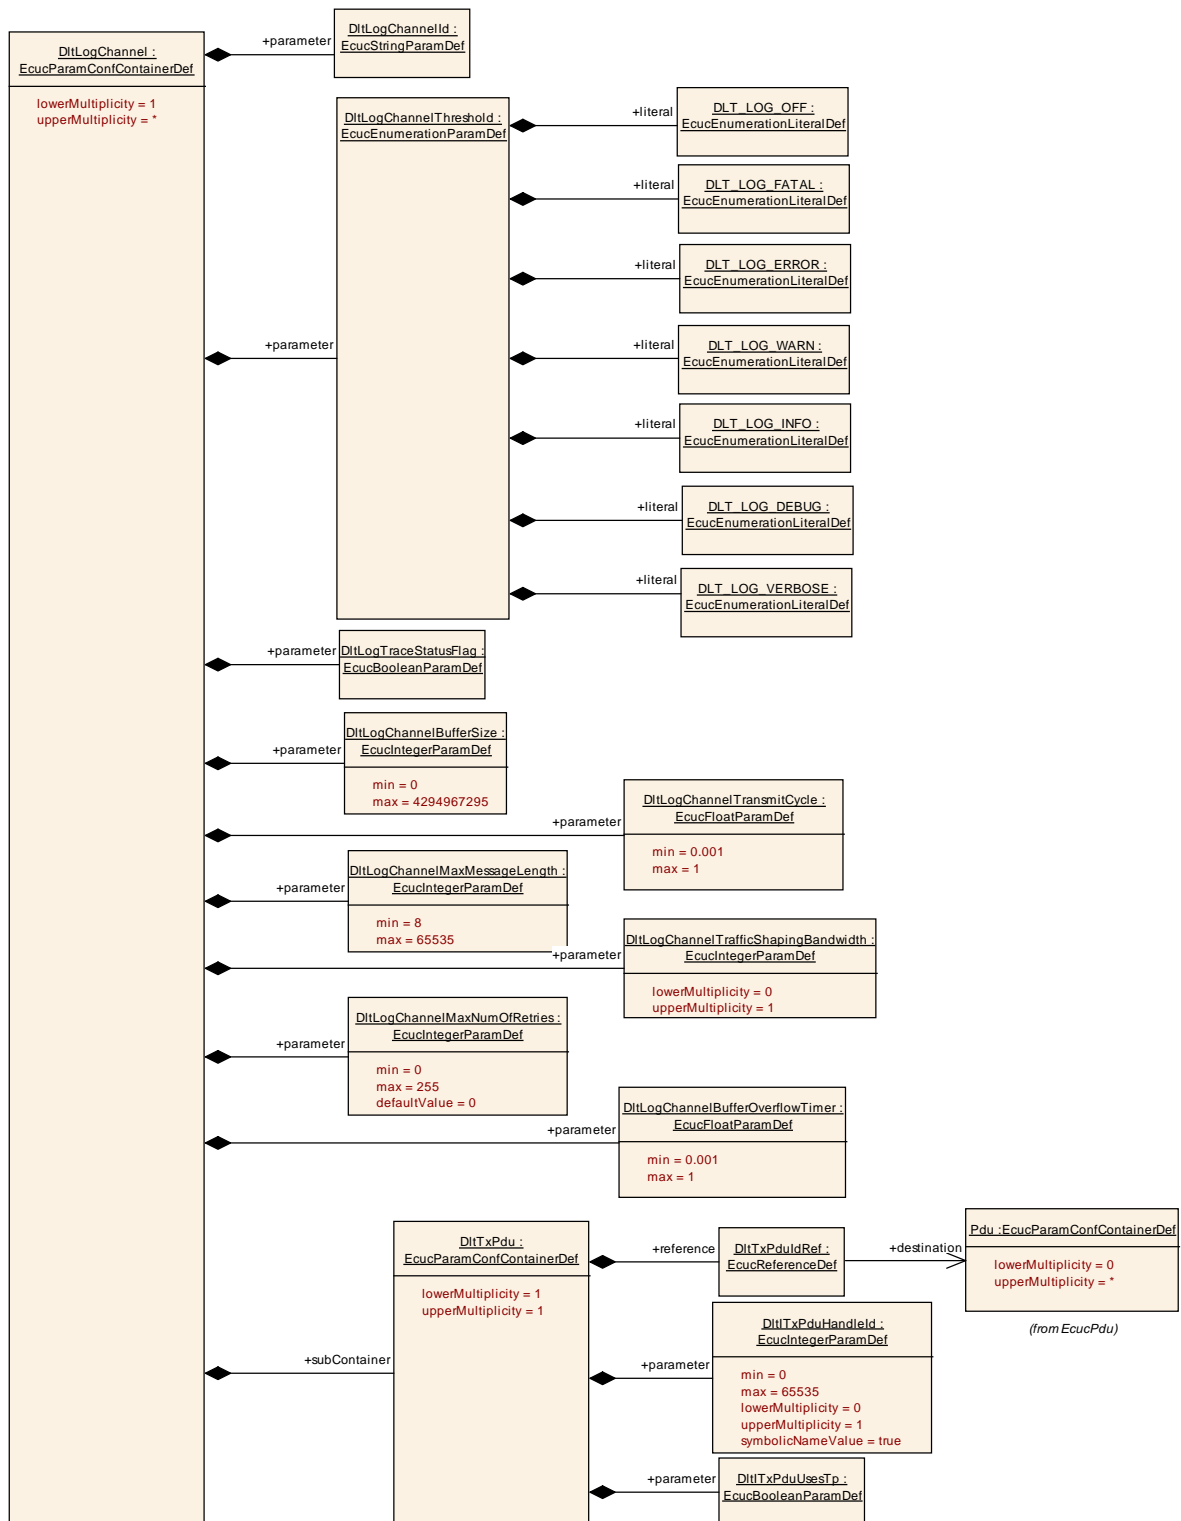 DltLogChannel :
EcucParamConfContainerDef
lowerMultiplicity = 1
upperMultiplicity = *
+parameter
DltLogChannelId :
EcucStringParamDef
+parameter
DltLogChannelThreshold :
EcucEnumerationParamDef
+literal
DLT_LOG_OFF :
EcucEnumerationLiteralDef
+literal
DLT_LOG_FATAL :
EcucEnumerationLiteralDef
+literal
DLT_LOG_ERROR :
EcucEnumerationLiteralDef
+literal
DLT_LOG_WARN :
EcucEnumerationLiteralDef
+literal
DLT_LOG_INFO :
EcucEnumerationLiteralDef
+literal
DLT_LOG_DEBUG :
EcucEnumerationLiteralDef
+literal
DLT_LOG_VERBOSE :
EcucEnumerationLiteralDef
+parameter
DltLogTraceStatusFlag :
EcucBooleanParamDef
+parameter
DltLogChannelBufferSize :
EcucIntegerParamDef
min = 0
max = 4294967295
+parameter
DltLogChannelTransmitCycle :
EcucFloatParamDef
min = 0.001
max = 1
+parameter
DltLogChannelMaxMessageLength :
EcucIntegerParamDef
min = 8
max = 65535
+parameter
DltLogChannelTrafficShapingBandwidth :
EcucIntegerParamDef
lowerMultiplicity = 0
upperMultiplicity = 1
+parameter
DltLogChannelMaxNumOfRetries :
EcucIntegerParamDef
min = 0
max = 255
defaultValue = 0
+parameter
DltLogChannelBufferOverflowTimer :
EcucFloatParamDef
min = 0.001
max = 1
+subContainer
DltTxPdu :
EcucParamConfContainerDef
lowerMultiplicity = 1
upperMultiplicity = 1
+reference
DltTxPduIdRef :
EcucReferenceDef
+destination
Pdu :EcucParamConfContainerDef
lowerMultiplicity = 0
upperMultiplicity = *
(from EcucPdu)
+parameter
DltITxPduHandleId :
EcucIntegerParamDef
min = 0
max = 65535
lowerMultiplicity = 0
upperMultiplicity = 1
symbolicNameValue = true
+parameter
DltITxPduUsesTp :
EcucBooleanParamDef